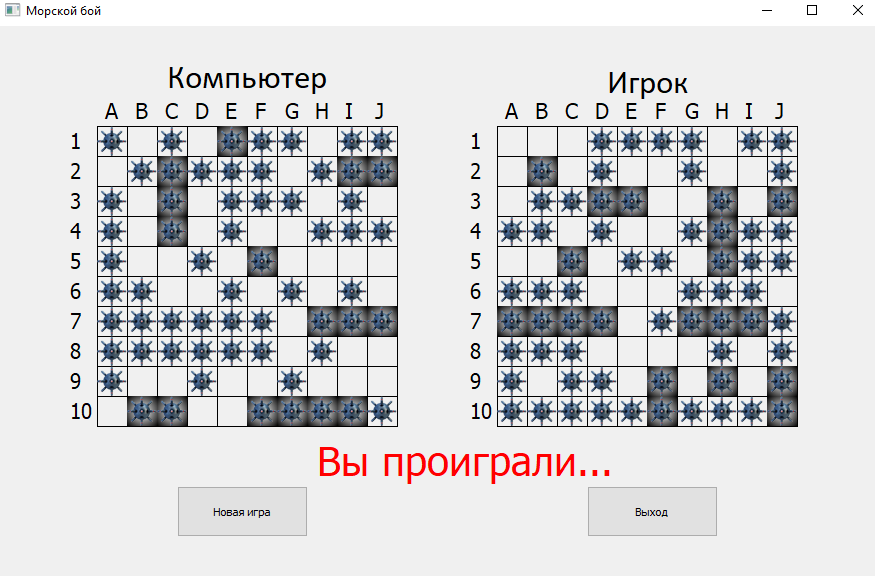 Морской бой
Компьютер
Игрок
A B C D E F G H I J
A B C D E F G H I J
1
1
2
2
3
3
4
4
5
5
6
6
7
7
8
8
9
9
10
10
Вы проиграли...
Новая игра
Выход